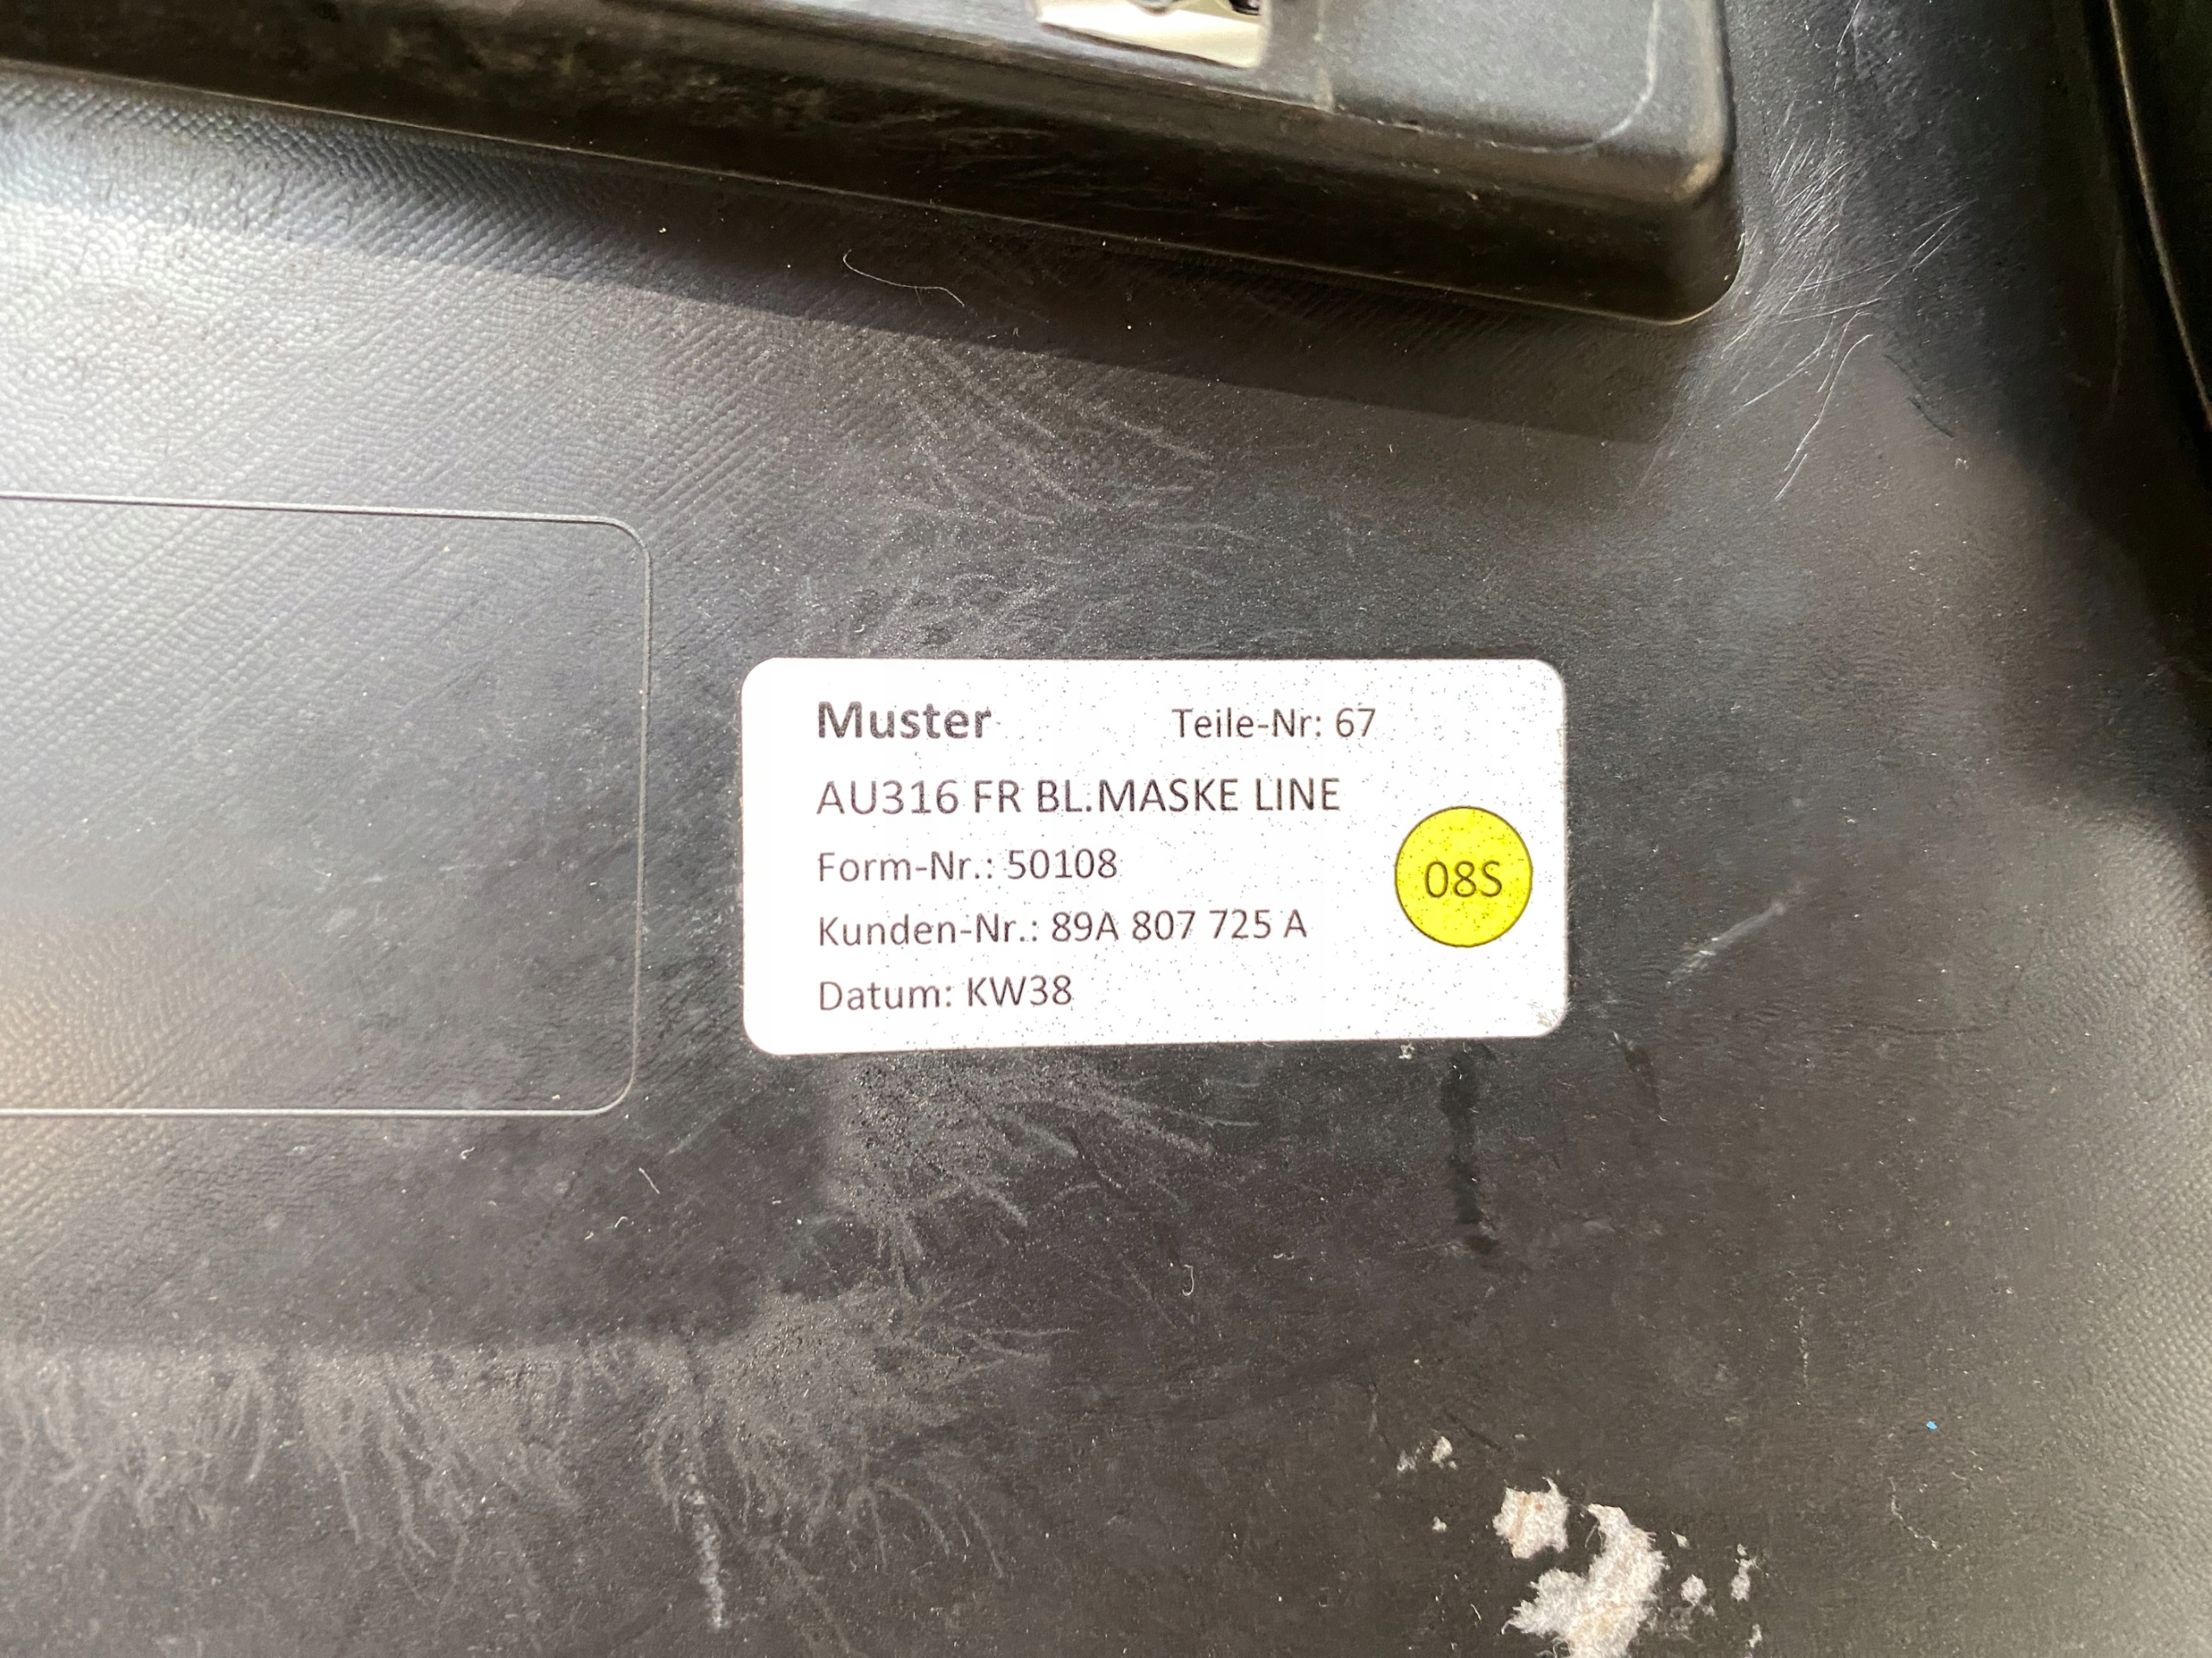 Muster Teile-Nr: 67
AU316 FR BL.MASKE LINE
Form-Nr.: 50108
08S
Kunden-Nr.: 89A 807 725 A
Datum: KW38